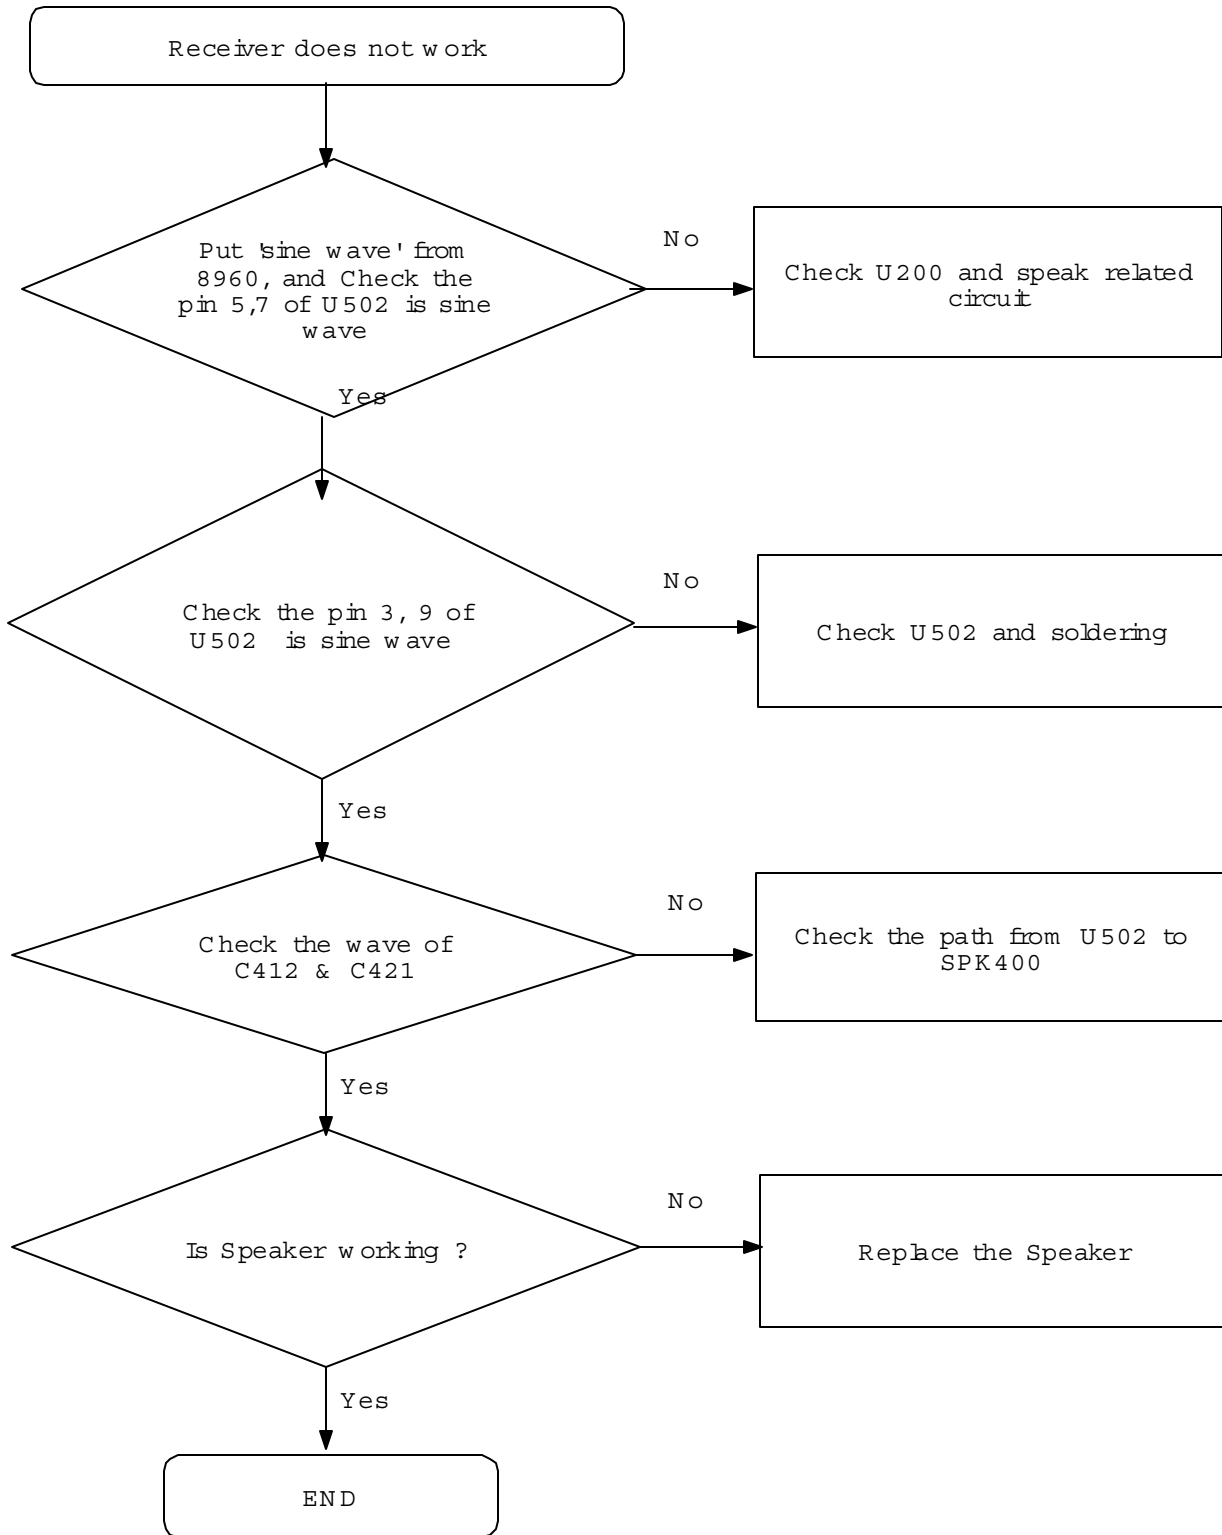 Receiver does not work
Put 'sine wave' from
8960, and Check the
pin 5,7 of U502 is sine
wave
No
Check U200 and speak related
circuit
Yes
Check the pin 3, 9 of
U502 is sine wave
No
Check U502 and soldering
Yes
Check the wave of
C412 & C421
No
Check the path from U502 to
SPK400
Yes
Is Speaker working ?
No
Replace the Speaker
Yes
END